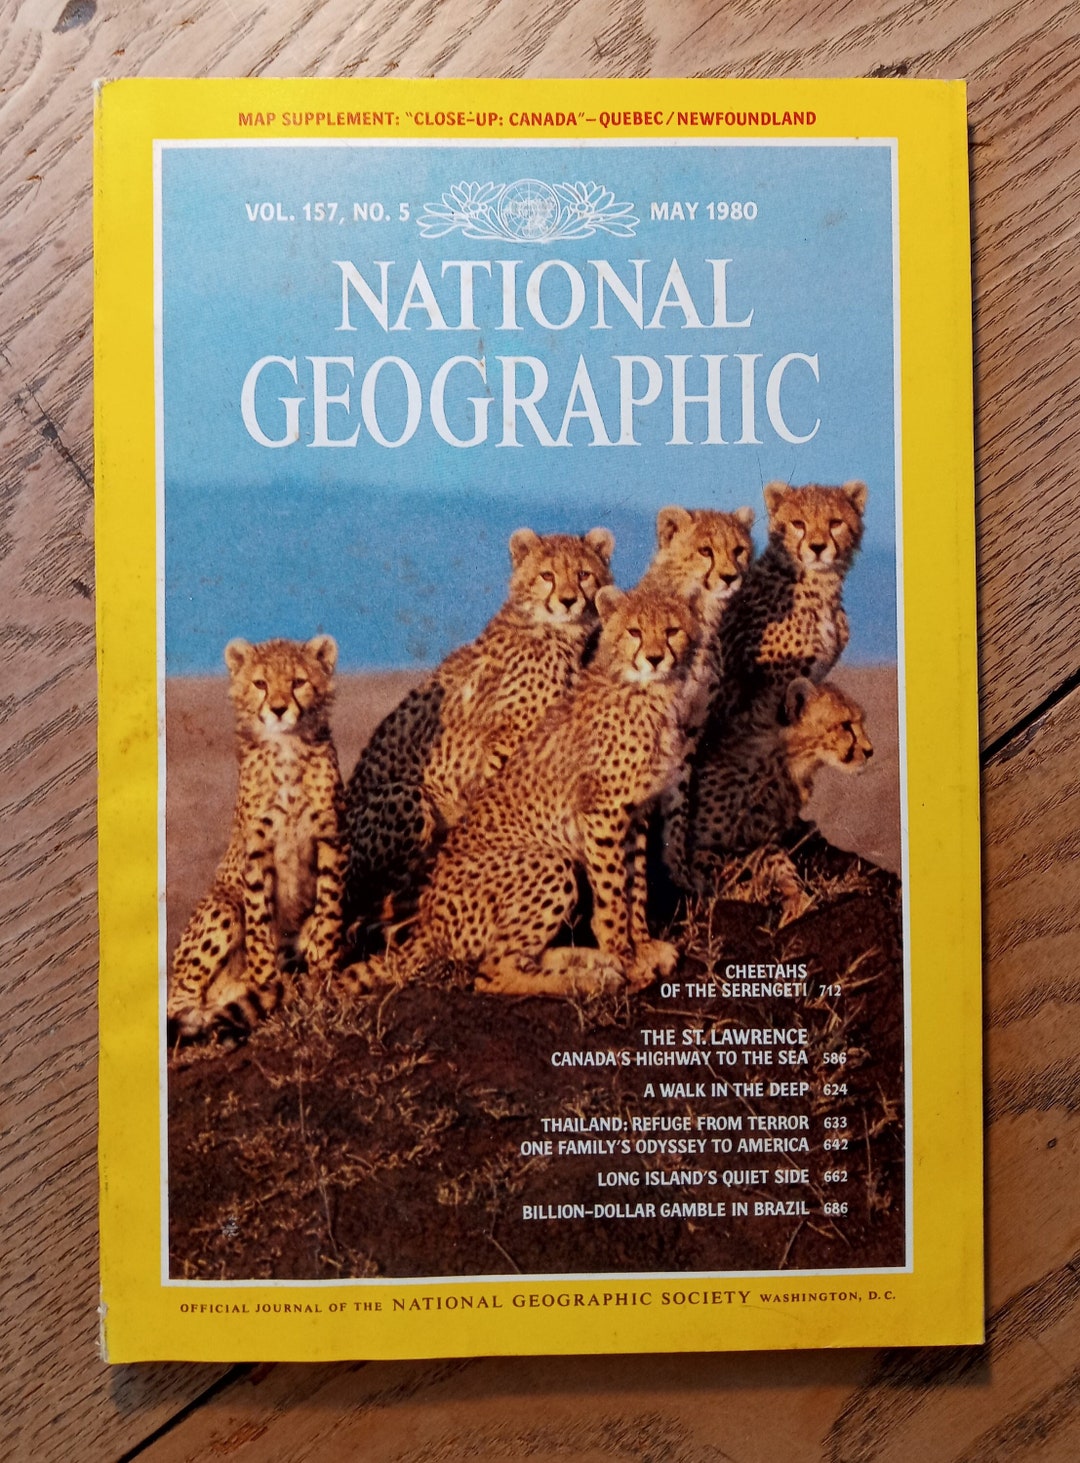 MAP SUPPLEMENT: "CLOSE-UP: CANADA"—QUEBEC/NEWFOUNDLAND
VOL. 157, NO. 5 MAY 1980
NATIONAL
GEOGRAPHIC
CHEETAHS
OF THE SERENGETI 712
THE ST. LAWRENCE
CANADA'S HIGHWAY TO THE SEA 586
A WALK IN THE DEEP 624
THAILAND: REFUGE FROM TERROR 633
ONE FAMILY'S ODYSSEY TO AMERICA 642
LONG ISLAND'S QUIET SIDE 662
BILLION-DOLLAR GAMBLE IN BRAZIL 686
OFFICIAL JOURNAL OF THE NATIONAL GEOGRAPHIC SOCIETY WASHINGTON, D.C.